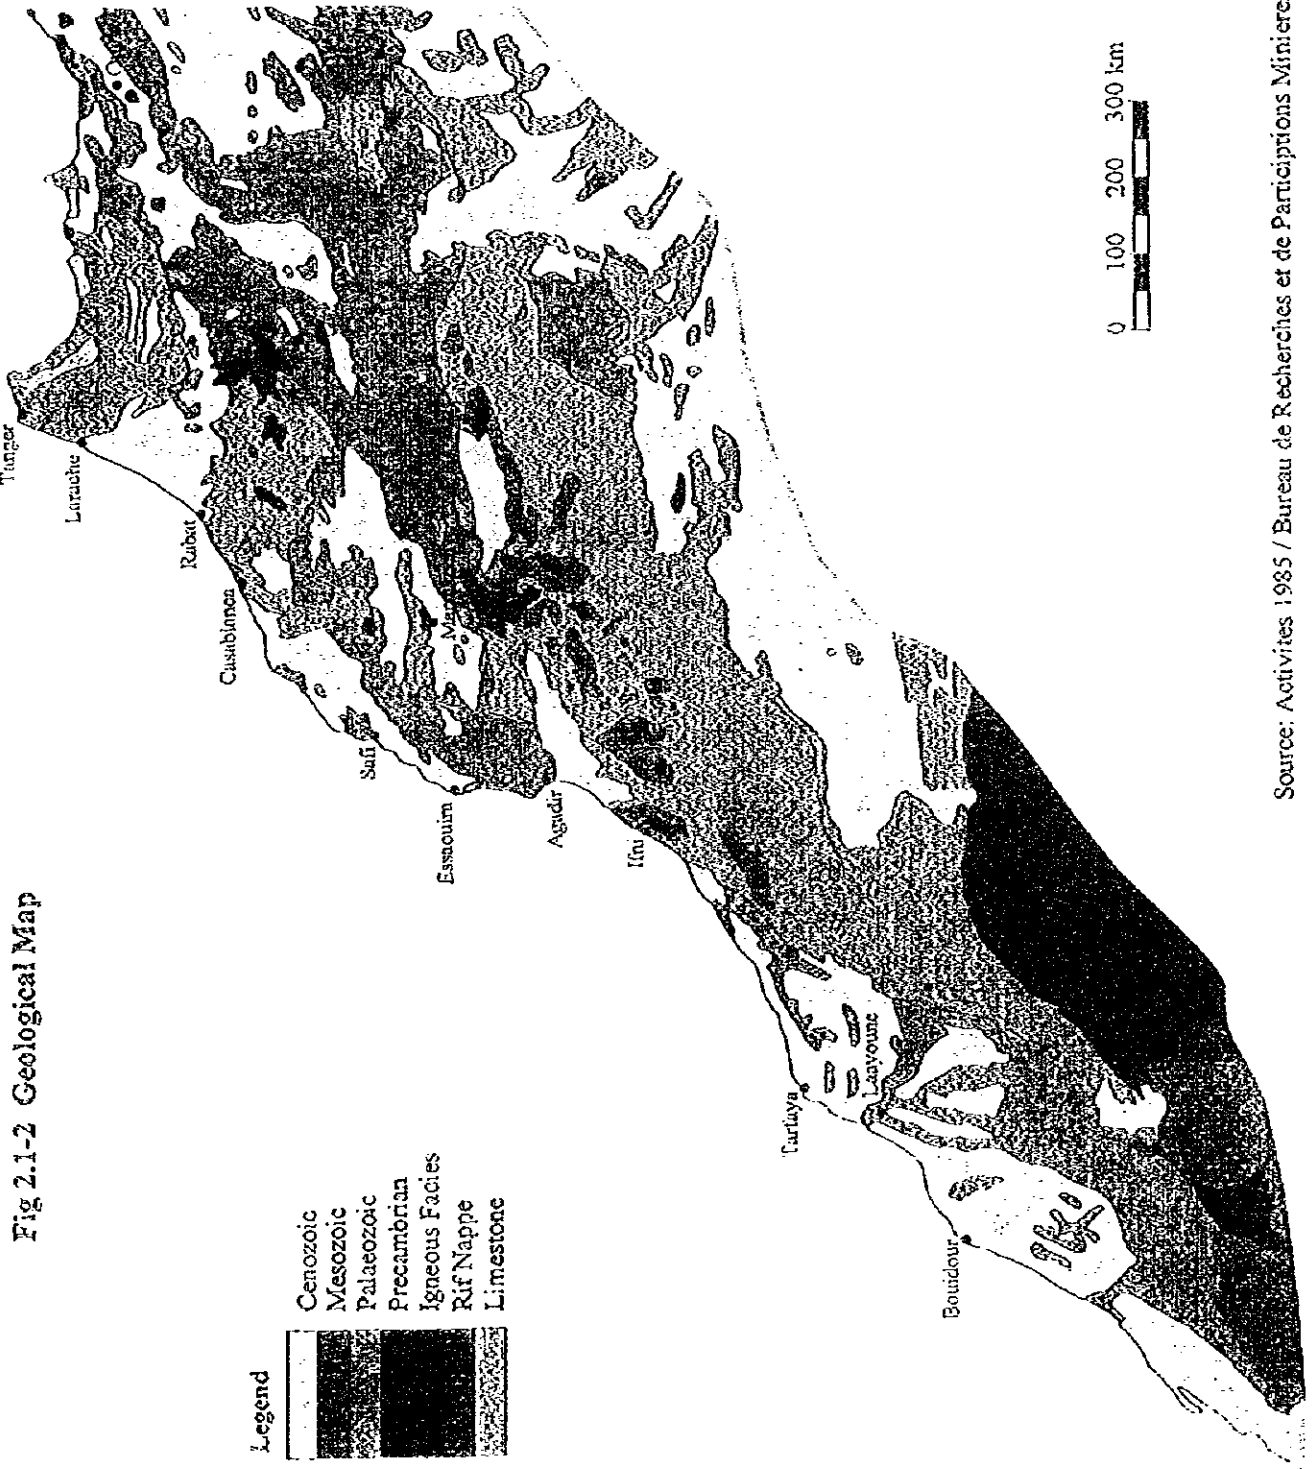 Fig 2.1-2 Geological Map
Legend
Cenozoic
Mesozoic
Palaeozoic
Precambrian
Igneous Facies
Rif Nappe
Limestone
Tanger
Larache
Rabat
Casablanca
Safi
Essaouira
Agadir
Ifni
Tarfaya
Laayoune
Bouidour
0 100 200 300 km
Source: Activites 1985 / Bureau de Recherches et de Participtions Miniere